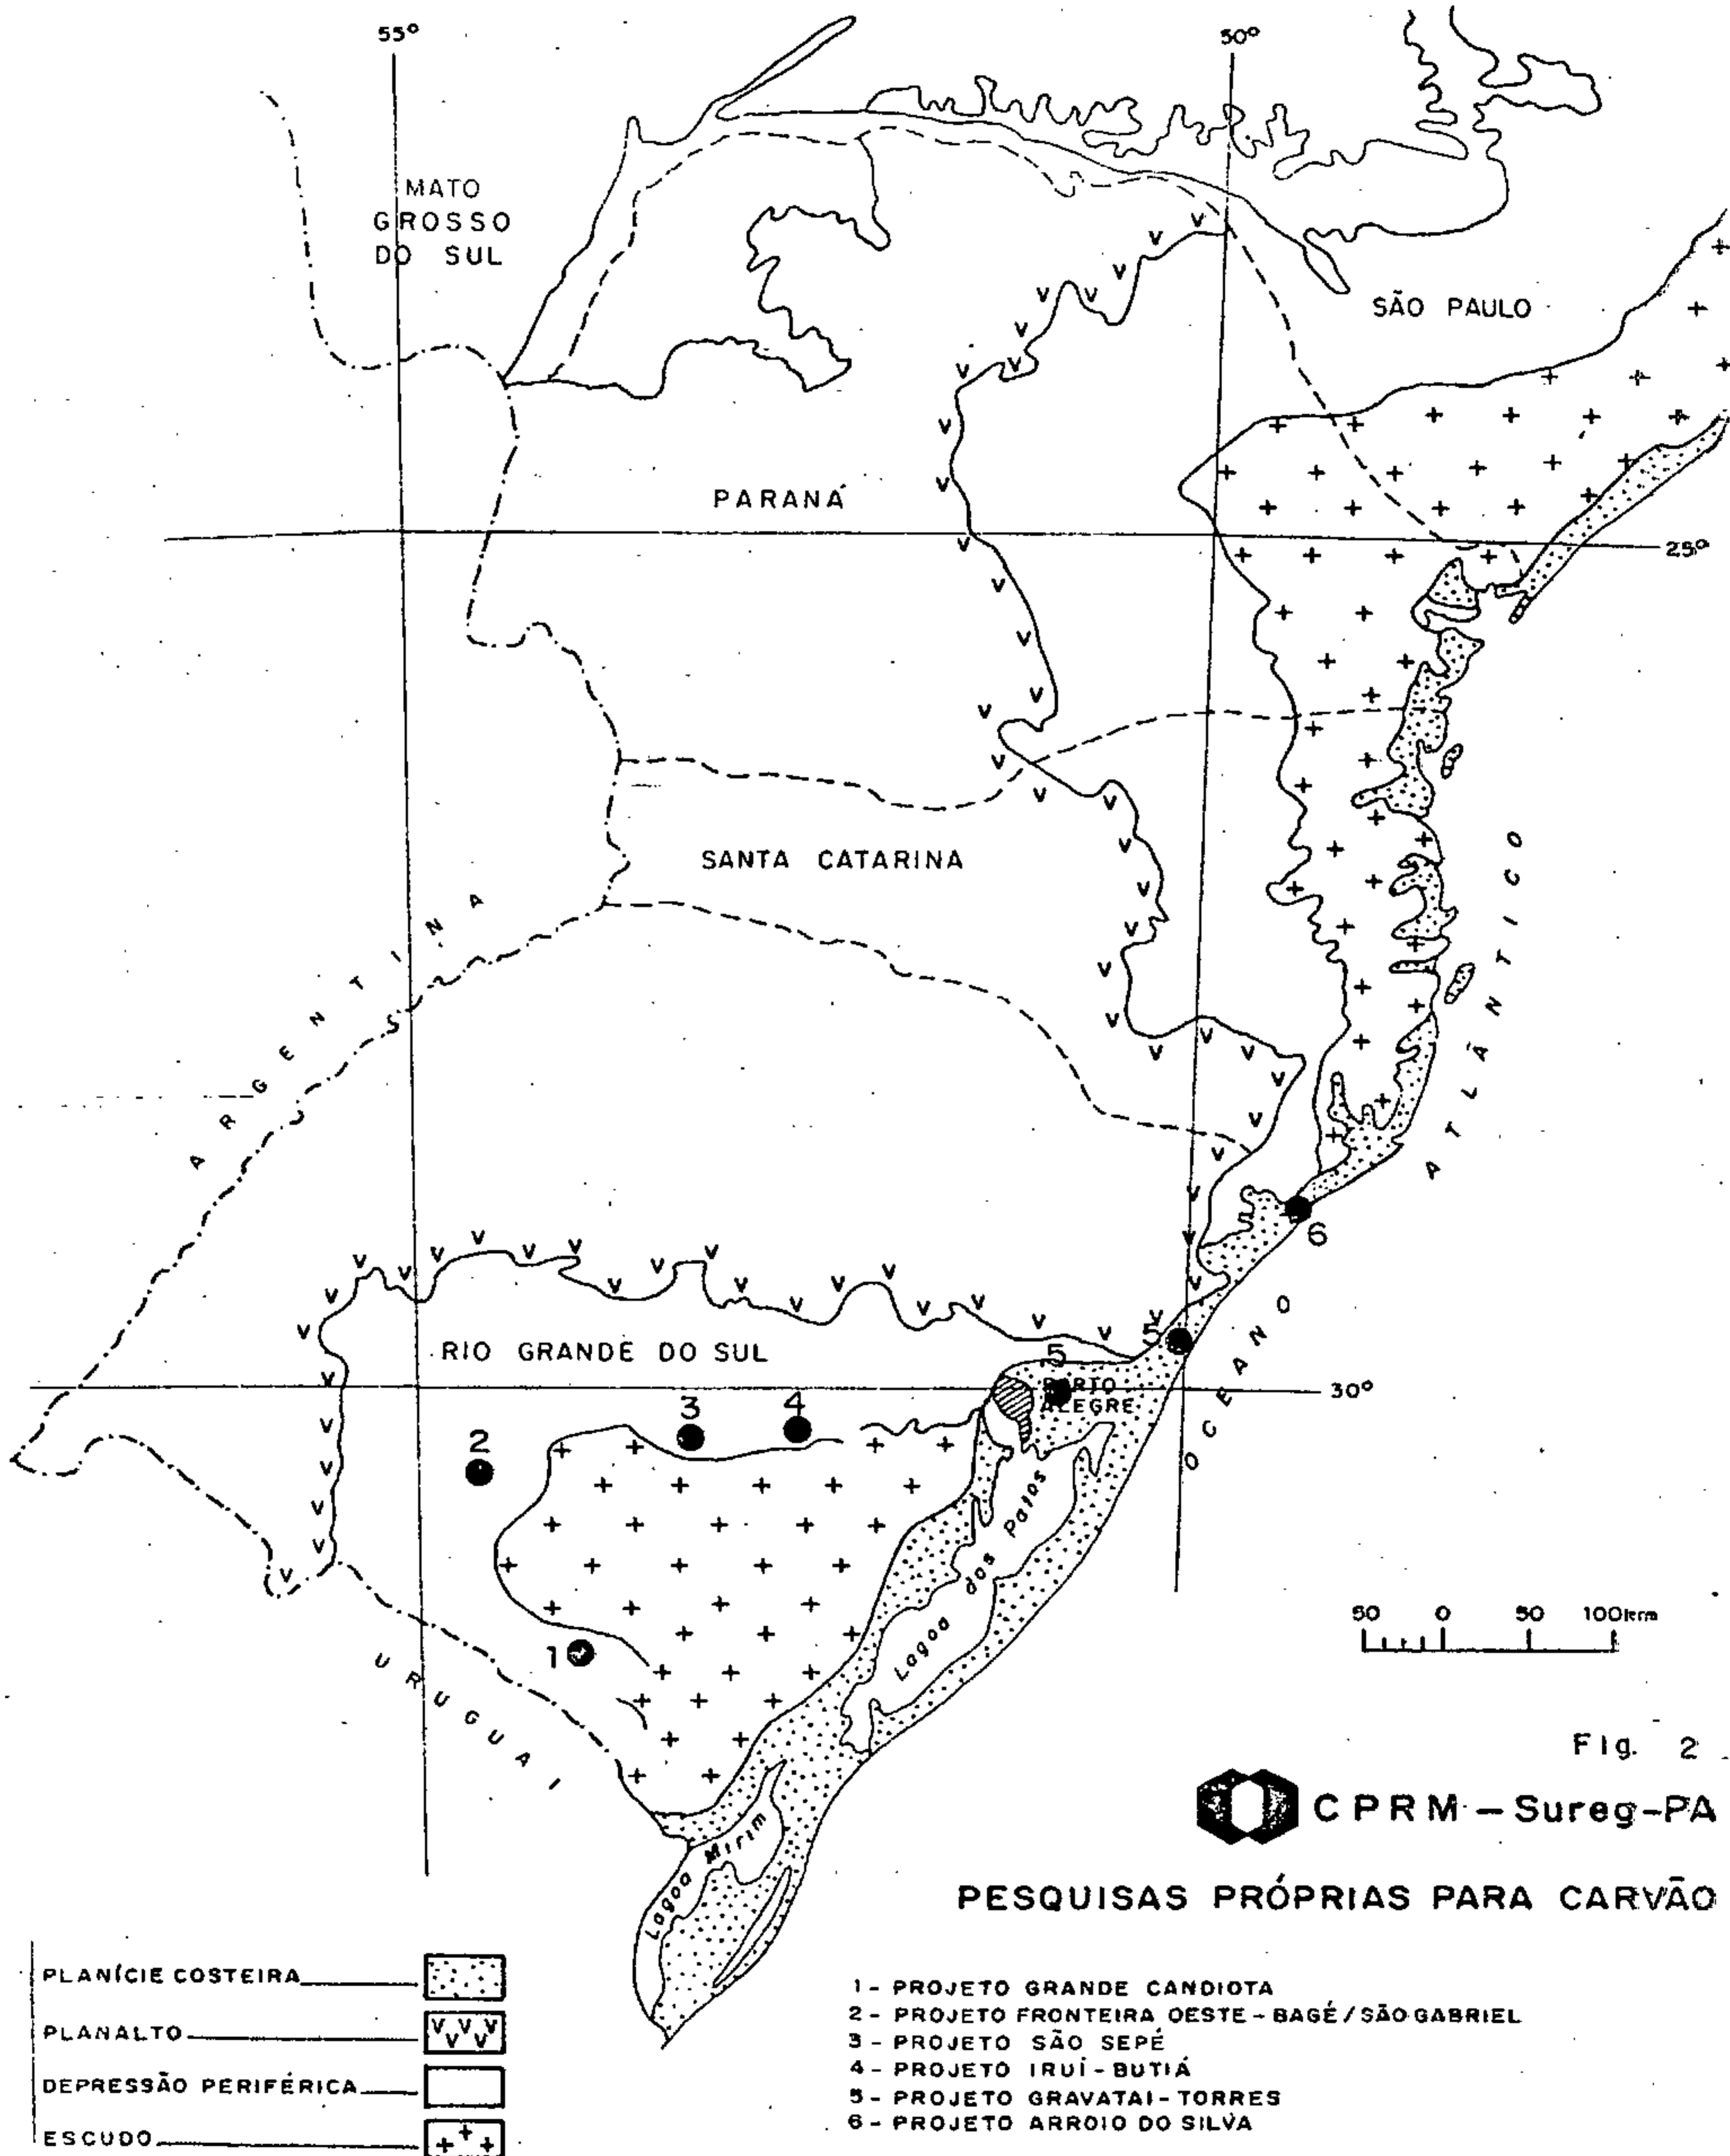 55°
50°
MATO
GROSSO
DO SUL
SÃO PAULO
PARANÁ
25°
SANTA CATARINA
ARGENTINA
OCEANO ATLÂNTICO
6
5
RIO GRANDE DO SUL
5
PORTO
ALEGRE
30°
3
4
2
Lagoa dos Patos
1
URUGUAI
50 0 50 100km
Fig. 2
CPRM - Sureg-PA
Lagoa Mirim
PESQUISAS PRÓPRIAS PARA CARVÃO
PLANÍCIE COSTEIRA
PLANALTO
DEPRESSÃO PERIFÉRICA
ESCUDO
1 - PROJETO GRANDE CANDIOTA
2 - PROJETO FRONTEIRA OESTE - BAGÉ / SÃO GABRIEL
3 - PROJETO SÃO SEPÉ
4 - PROJETO IRUÍ - BUTIÁ
5 - PROJETO GRAVATAI - TORRES
6 - PROJETO ARROIO DO SILVA